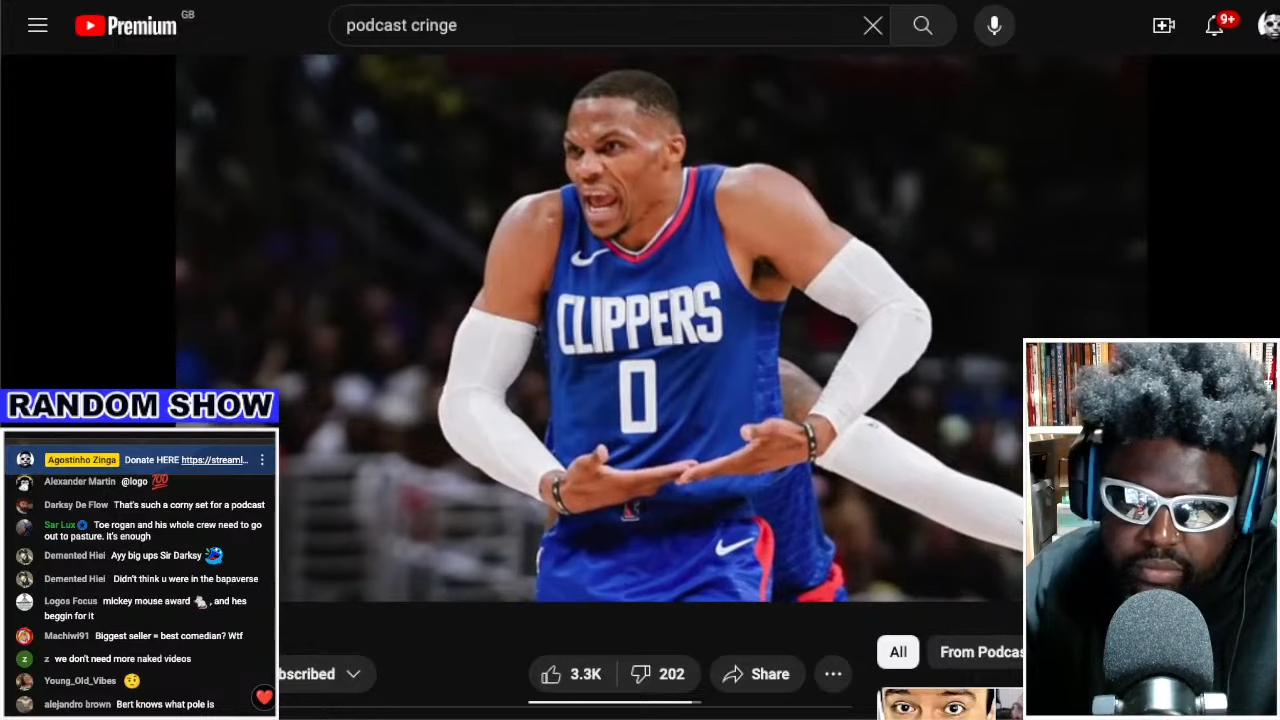 Premium
GB
podcast cringe
9+
CLIPPERS
0
RANDOM SHOW
Agostinho Zinga Donate HERE https://streaml...
Alexander Martin @logo 💯
Darksy De Flow That's such a corny set for a podcast
Sar Lux Toe rogan and his whole crew need to go
out to pasture. it's enough
Demented Hiei Ayy big ups Sir Darksy
Demented Hiei Didn't think u were in the bapaverse
Logos Focus mickey mouse award 🐁, and hes
beggin for it
Machiwi91 Biggest seller = best comedian? Wtf
z we don't need more naked videos
Young_Old_Vibes 🤨
alejandro brown Bert knows what pole is
bscribed
3.3K
202
Share
All
From Podcas